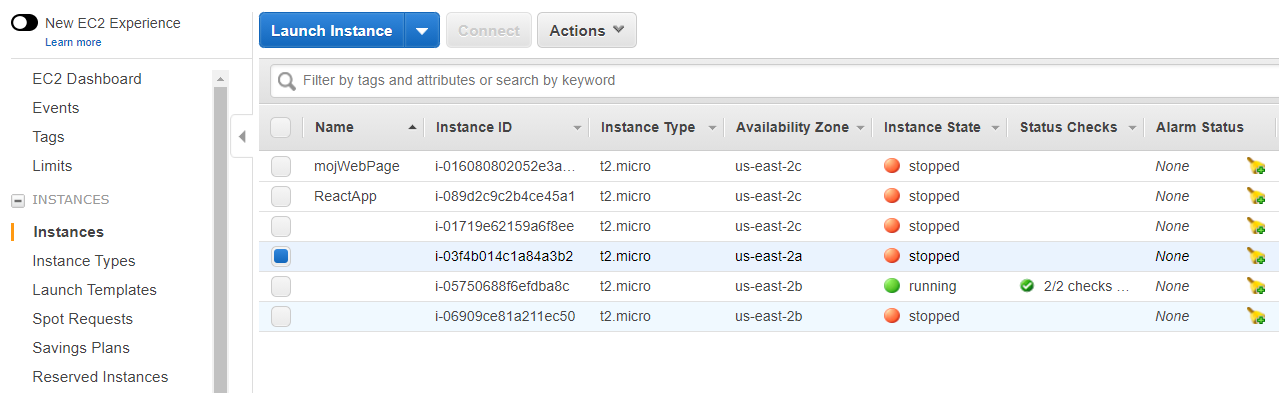 New EC2 Experience
Learn more
EC2 Dashboard
Events
Tags
Limits
INSTANCES
Instances
Instance Types
Launch Templates
Spot Requests
Savings Plans
Reserved Instances
Launch Instance Connect Actions
Filter by tags and attributes or search by keyword
Name Instance ID Instance Type Availability Zone Instance State Status Checks Alarm Status
mojWebPage i-016080802052e3a... t2.micro us-east-2c stopped None
ReactApp i-089d2c9c2b4ce45a1 t2.micro us-east-2c stopped None
i-01719e62159a6f8ee t2.micro us-east-2c stopped None
i-03f4b014c1a84a3b2 t2.micro us-east-2a stopped None
i-05750688f6efdba8c t2.micro us-east-2b running 2/2 checks ... None
i-06909ce81a211ec50 t2.micro us-east-2b stopped None